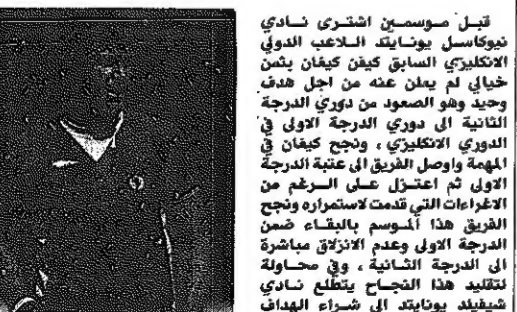 قبل موسمين اشترى نادي
نيوكاسل يونايتد اللاعب الدولي
الانكليزي السابق كيفن كيغان بثمن
خيالي لم يعلن عنه من اجل هدف
وحيد وهو الصعود من دوري الدرجة
الثانية الى دوري الدرجة الاولى في
الدوري الانكليزي ، ونجح كيغان في
المهمة واوصل الفريق الى عتبة الدرجة
الاولى ثم اعتزل على الرغم من
الاغراءات التي قدمت لاستمراره ونجح
الفريق هذا الموسم بالبقاء ضمن
الدرجة الاولى وعدم الانزلاق مباشرة
الى الدرجة الثانية ، وفي محاولة
لتقليد هذا النجاح يتطلع نادي
شيفيلد يونايتد الى شراء الهداف